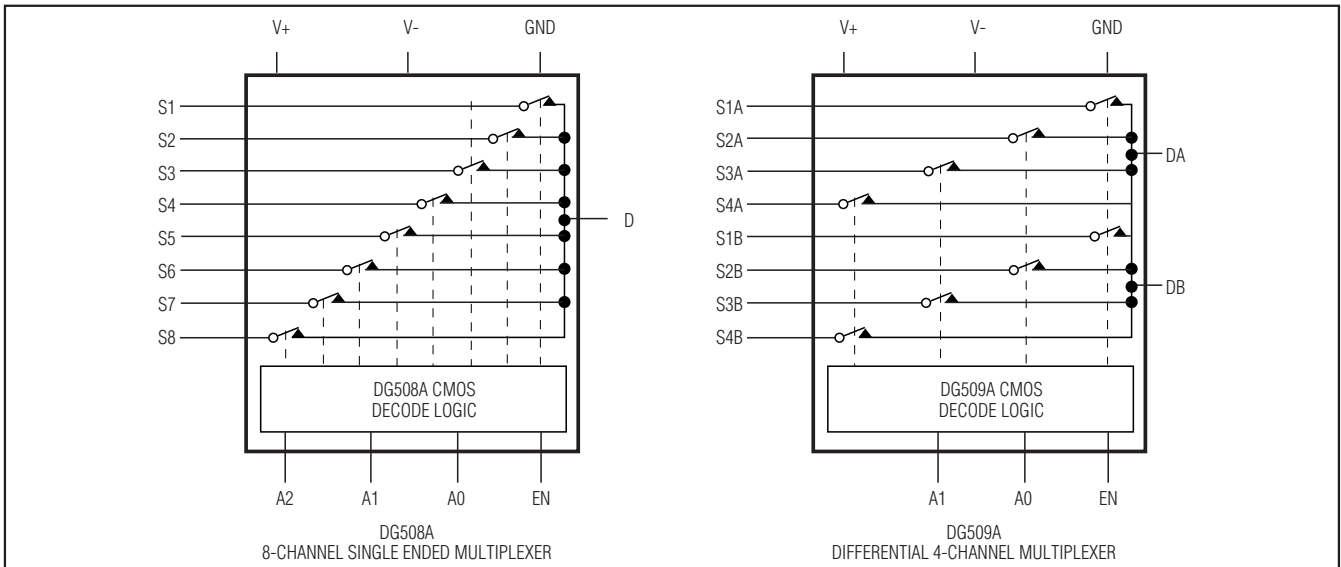 V+
V-
GND
S1
S2
S3
S4
S5
S6
S7
S8
D
DG508A CMOS
DECODE LOGIC
A2
A1
A0
EN
DG508A
8-CHANNEL SINGLE ENDED MULTIPLEXER
V+
V-
GND
S1A
S2A
S3A
S4A
S1B
S2B
S3B
S4B
DA
DB
DG509A CMOS
DECODE LOGIC
A1
A0
EN
DG509A
DIFFERENTIAL 4-CHANNEL MULTIPLEXER